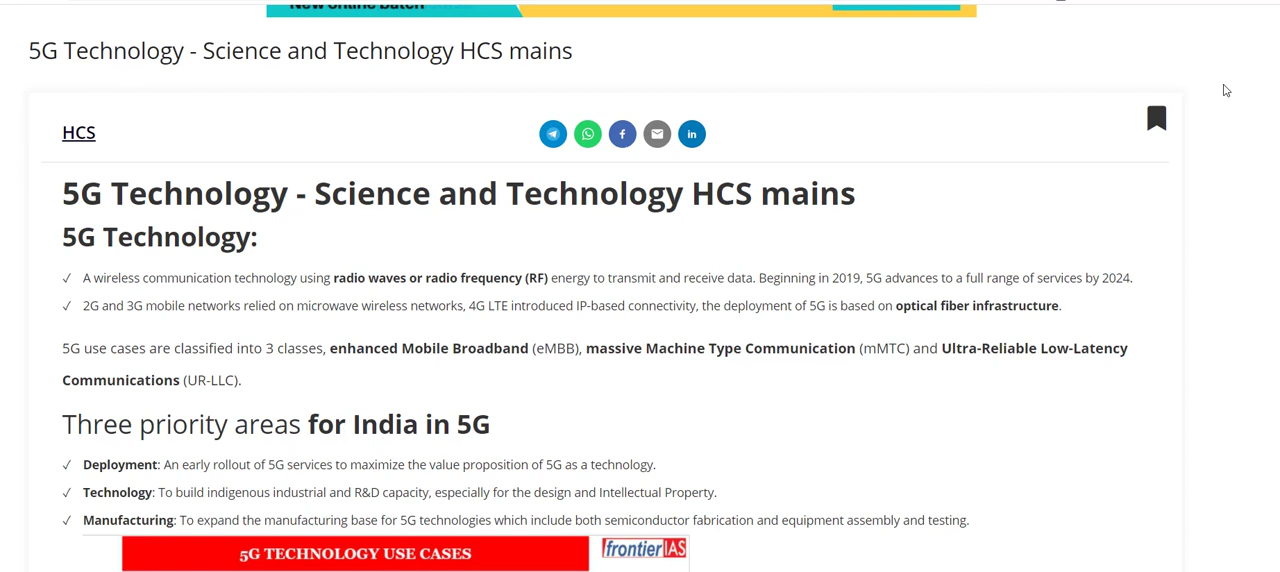 New online Batch
5G Technology - Science and Technology HCS mains
HCS
in
5G Technology - Science and Technology HCS mains
5G Technology:
✓ A wireless communication technology using radio waves or radio frequency (RF) energy to transmit and receive data. Beginning in 2019, 5G advances to a full range of services by 2024.
✓ 2G and 3G mobile networks relied on microwave wireless networks, 4G LTE introduced IP-based connectivity, the deployment of 5G is based on optical fiber infrastructure.
5G use cases are classified into 3 classes, enhanced Mobile Broadband (eMBB), massive Machine Type Communication (mMTC) and Ultra-Reliable Low-Latency
Communications (UR-LLC).
Three priority areas for India in 5G
✓ Deployment: An early rollout of 5G services to maximize the value proposition of 5G as a technology.
✓ Technology: To build indigenous industrial and R&D capacity, especially for the design and Intellectual Property.
✓ Manufacturing: To expand the manufacturing base for 5G technologies which include both semiconductor fabrication and equipment assembly and testing.
5G TECHNOLOGY USE CASES
frontier IAS